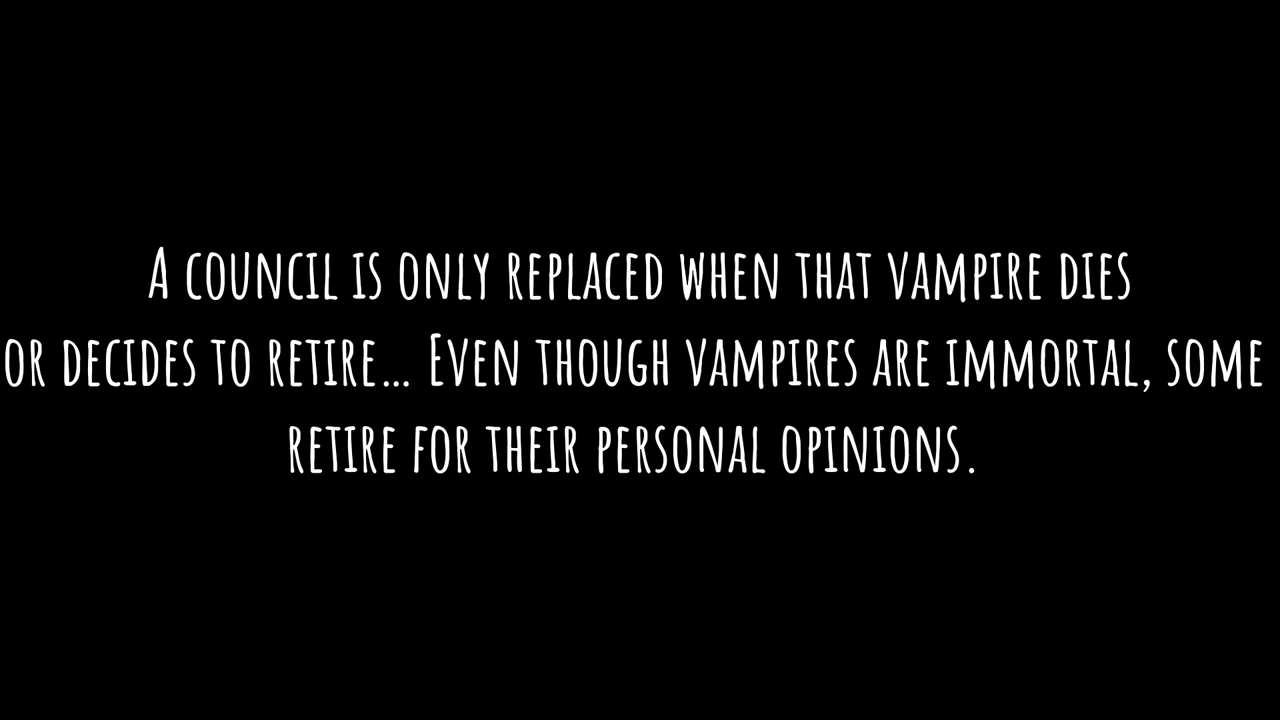 A council is only replaced when that vampire dies
or decides to retire... Even though vampires are immortal, some
retire for their personal opinions.